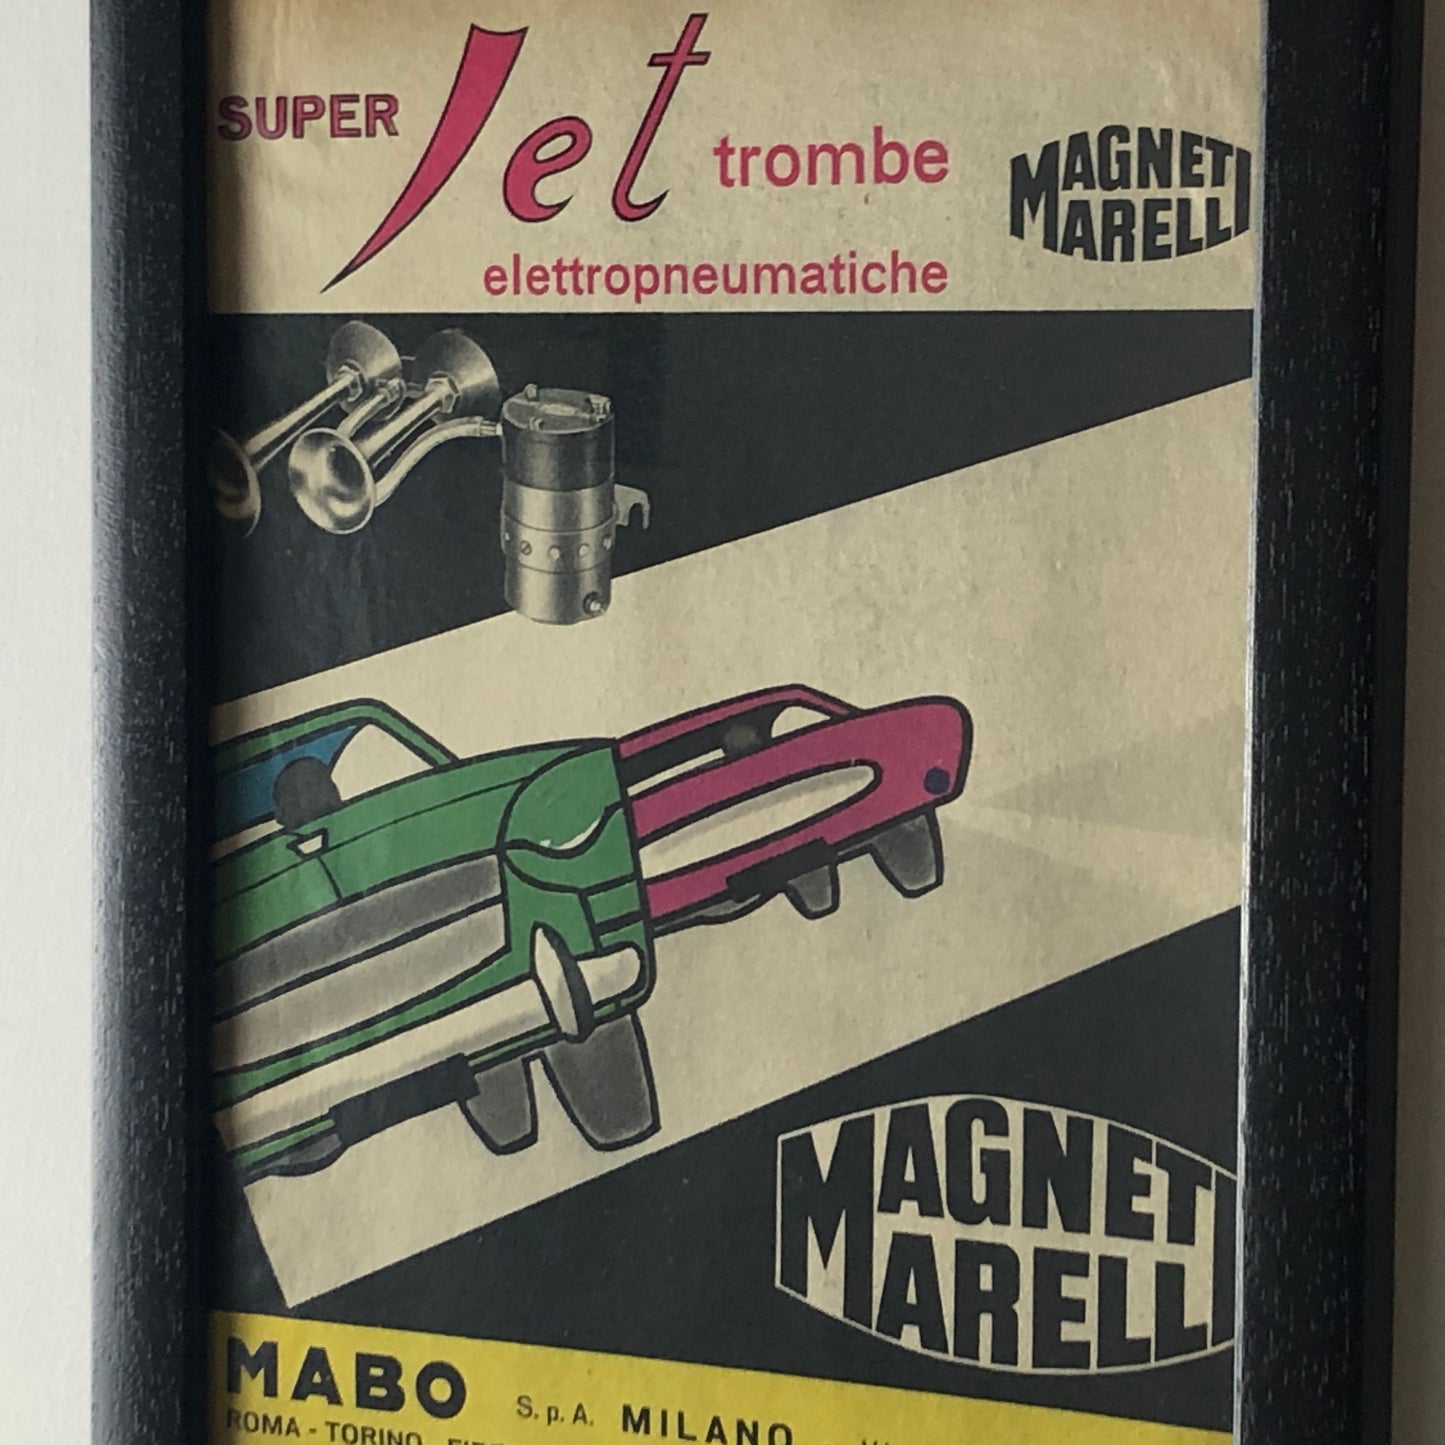 SUPER Jet trombe
elettropneumatiche
MAGNETI
MARELLI
MAGNETI
MARELLI
MABO S.p.A. MILANO
ROMA - TORINO